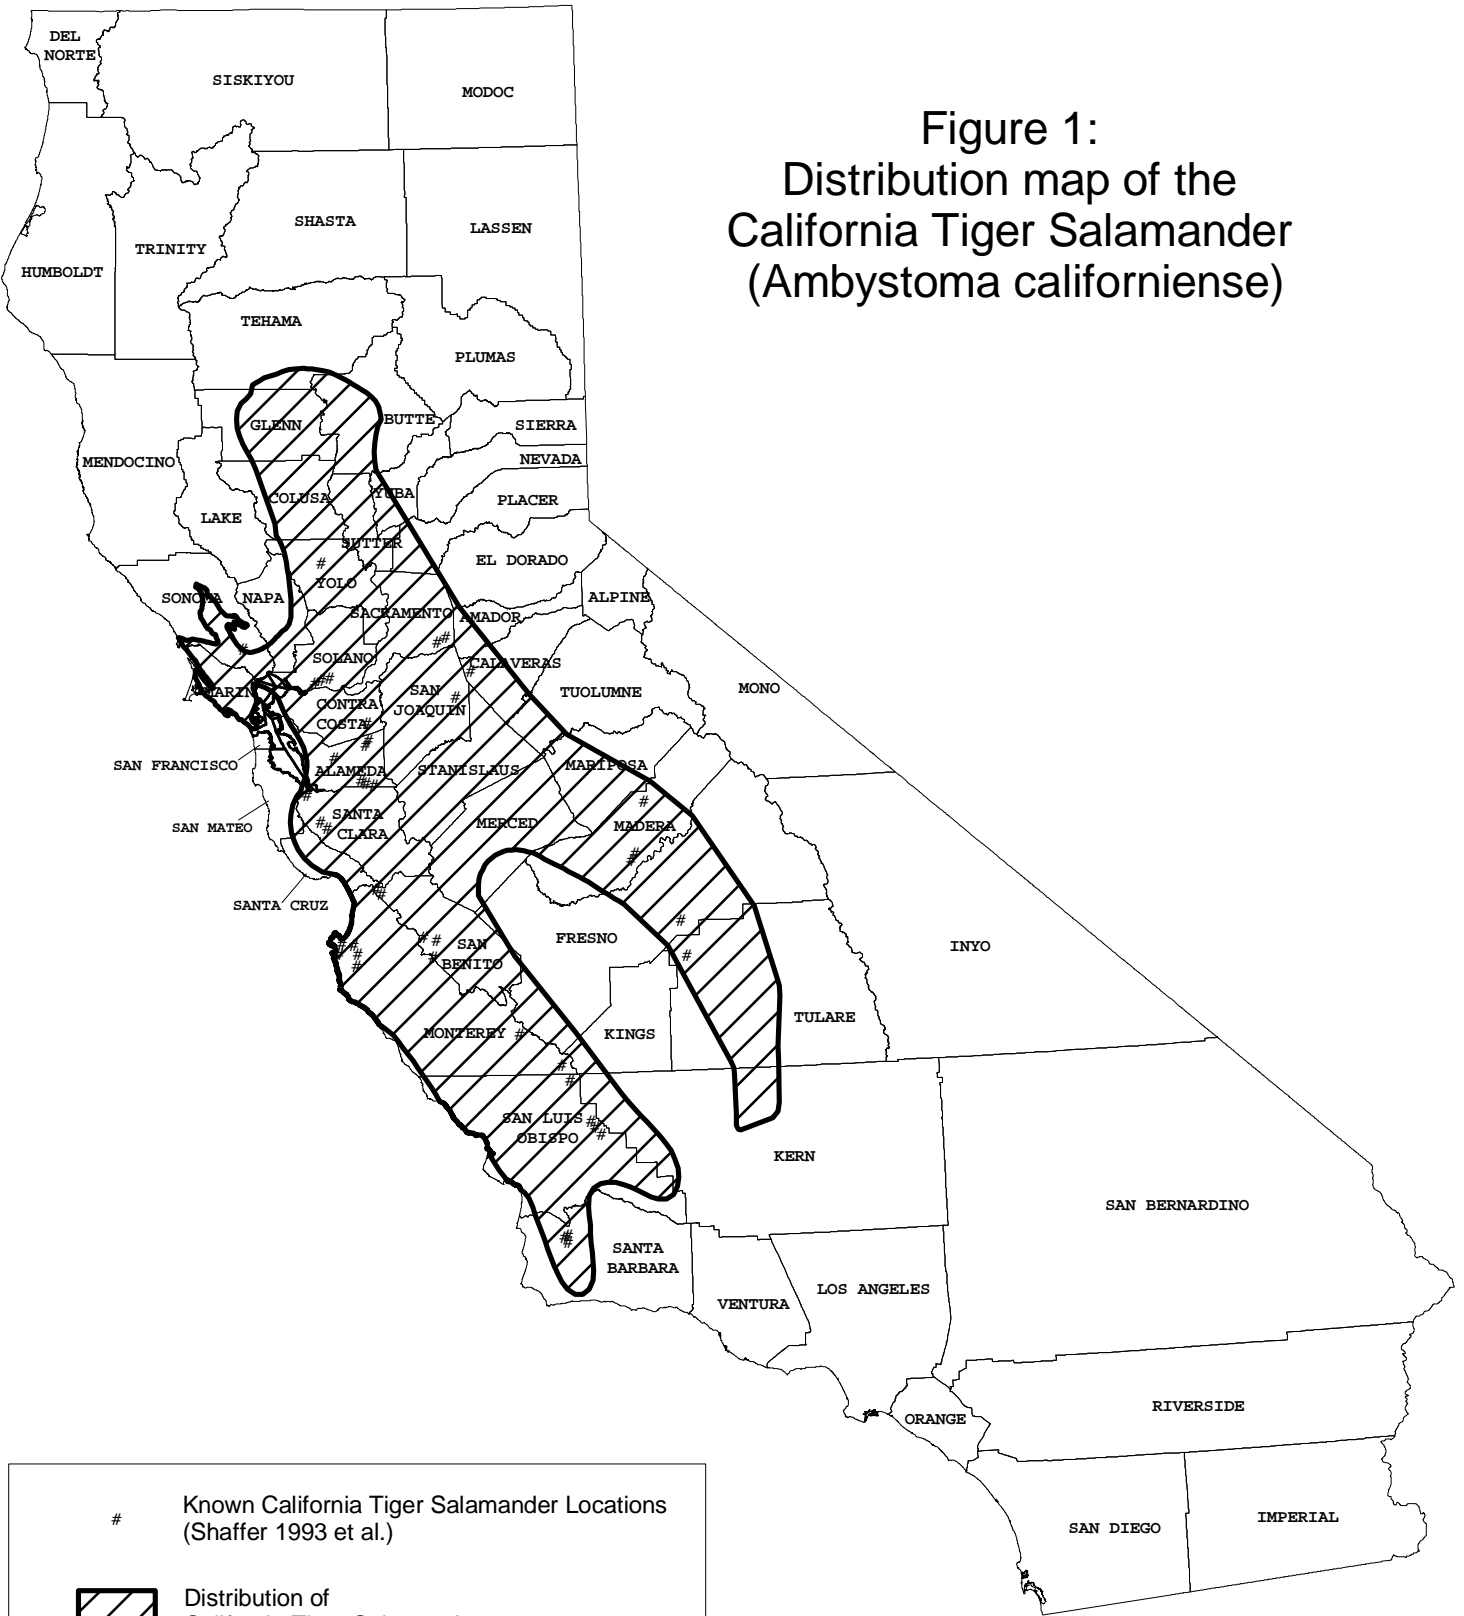 DEL
NORTE
SISKIYOU
MODOC
Figure 1:
Distribution map of the
California Tiger Salamander
(Ambystoma californiense)
SHASTA
LASSEN
TRINITY
HUMBOLDT
TEHAMA
PLUMAS
GLENN
BUTTE
SIERRA
MENDOCINO
NEVADA
COLUSA
YUBA
PLACER
LAKE
SUTTER
EL DORADO
#
YOLO
SONOMA
NAPA
ALPINE
SACRAMENTO
AMADOR
SOLANO
CALAVERAS
MARIN
SAN
JOAQUIN
TUOLUMNE
MONO
CONTRA
COSTA
SAN FRANCISCO
ALAMEDA
STANISLAUS
MARIPOSA
SAN MATEO
SANTA
CLARA
MERCED
MADERA
SANTA CRUZ
FRESNO
SAN
BENITO
INYO
MONTEREY
KINGS
TULARE
SAN LUIS
OBISPO
KERN
SAN BERNARDINO
SANTA
BARBARA
VENTURA
LOS ANGELES
ORANGE
RIVERSIDE
SAN DIEGO
IMPERIAL
# Known California Tiger Salamander Locations
(Shaffer 1993 et al.)
Distribution of